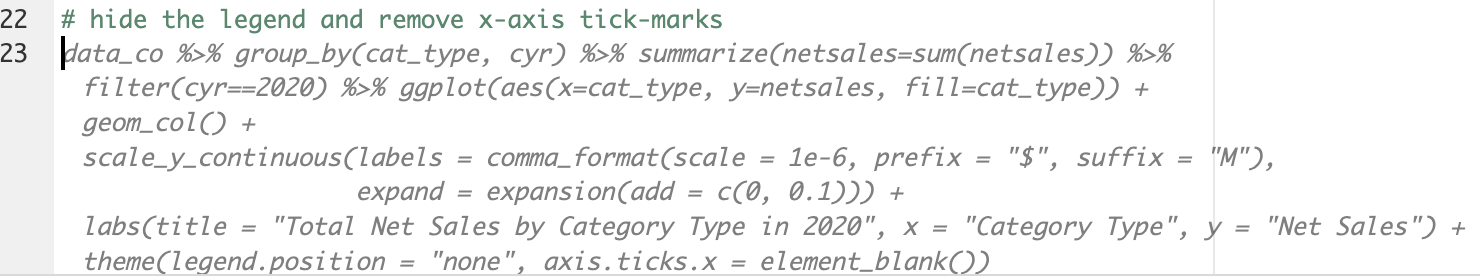 22 # hide the legend and remove x-axis tick-marks
23 data_co %>% group_by(cat_type, cyr) %>% summarize(netsales=sum(netsales)) %>%
filter(cyr==2020) %>% ggplot(aes(x=cat_type, y=netsales, fill=cat_type)) +
geom_col() +
scale_y_continuous(labels = comma_format(scale = 1e-6, prefix = "$", suffix = "M"),
expand = expansion(add = c(0, 0.1))) +
labs(title = "Total Net Sales by Category Type in 2020", x = "Category Type", y = "Net Sales") +
theme(legend.position = "none", axis.ticks.x = element_blank())